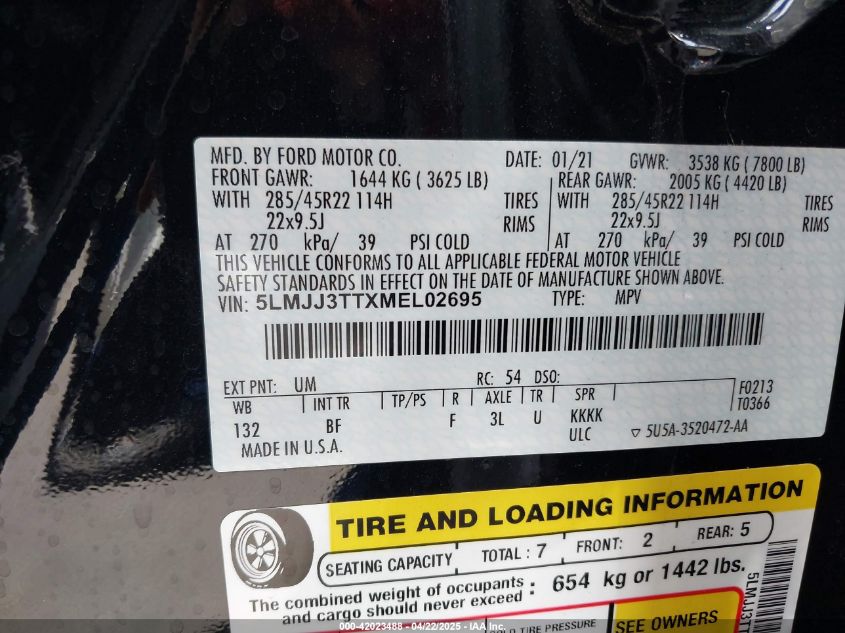 MFD. BY FORD MOTOR CO. DATE: 01/21 GVWR: 3538 KG ( 7800 LB)
FRONT GAWR: 1644 KG ( 3625 LB) REAR GAWR: 2005 KG ( 4420 LB)
WITH 285/45R22 114H TIRES WITH 285/45R22 114H TIRES
22x9.5J RIMS 22x9.5J RIMS
AT 270 kPa/ 39 PSI COLD AT 270 kPa/ 39 PSI COLD
THIS VEHICLE CONFORMS TO ALL APPLICABLE FEDERAL MOTOR VEHICLE
SAFETY STANDARDS IN EFFECT ON THE DATE OF MANUFACTURE SHOWN ABOVE.
VIN: 5LMJJ3TTXMEL02695 TYPE: MPV
EXT PNT: UM RC: 54 DSO: F0213
WB INT TR TP/PS R AXLE TR SPR T0366
132 BF F 3L U KKKK
MADE IN U.S.A. ULC ▽ 5U5A-3520472-AA
TIRE AND LOADING INFORMATION
SEATING CAPACITY TOTAL : 7 FRONT: 2 REAR: 5
The combined weight of occupants
and cargo should never exceed : 654 kg or 1442 lbs.
TIRE PRESSURE SEE OWNERS
5LMJJ3T
000-42023488 - 04/22/2025 -